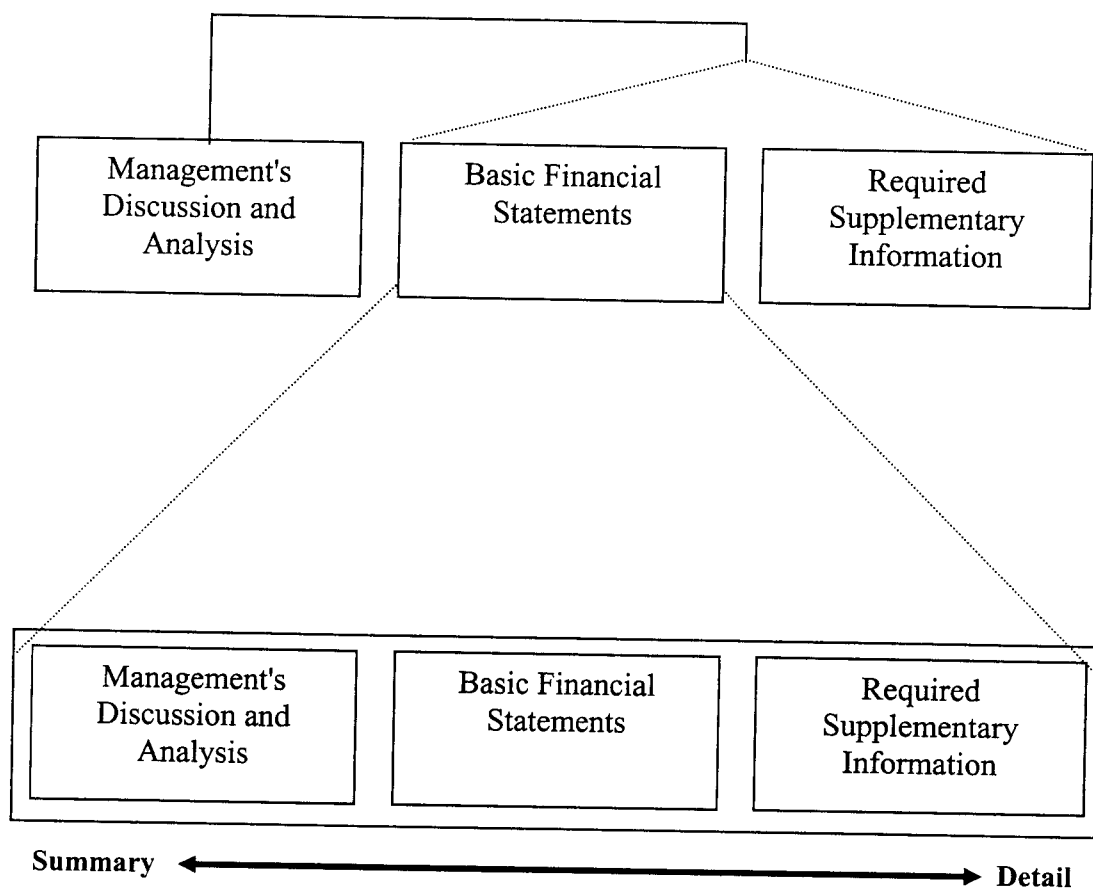 Management's
Discussion and
Analysis
Basic Financial
Statements
Required
Supplementary
Information
Management's
Discussion and
Analysis
Basic Financial
Statements
Required
Supplementary
Information
Summary
Detail